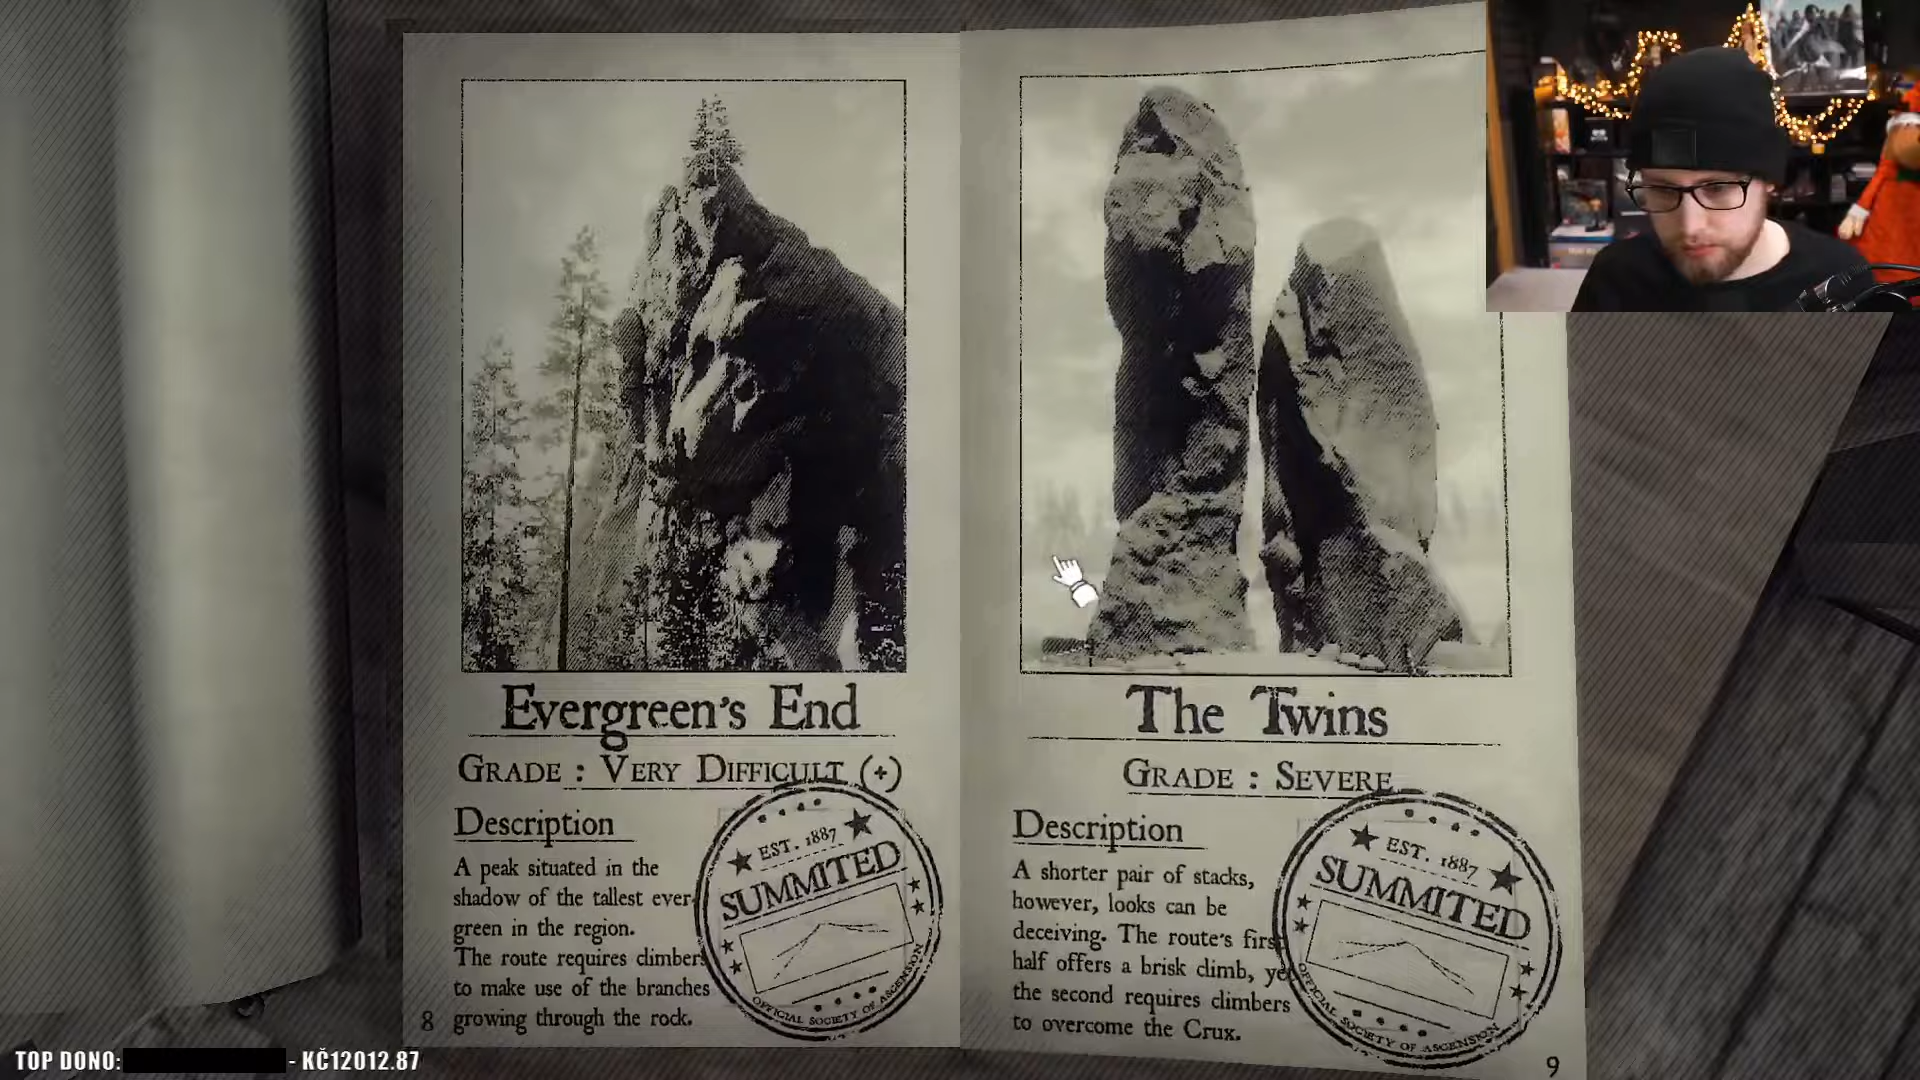 Evergreen's End
GRADE : VERY DIFFICULT (+)
Description
A peak situated in the
shadow of the tallest ever-
green in the region.
The route requires climbers
to make use of the branches
growing through the rock.
EST. 1887
SUMMITED
OFFICIAL SOCIETY OF ASCENSION
8
The Twins
GRADE : SEVERE
Description
A shorter pair of stacks,
however, looks can be
deceiving. The route's first
half offers a brisk climb, yet
the second requires climbers
to overcome the Crux.
EST. 1887
SUMMITED
OFFICIAL SOCIETY OF ASCENSION
9
TOP DONO: - KČ12012.87